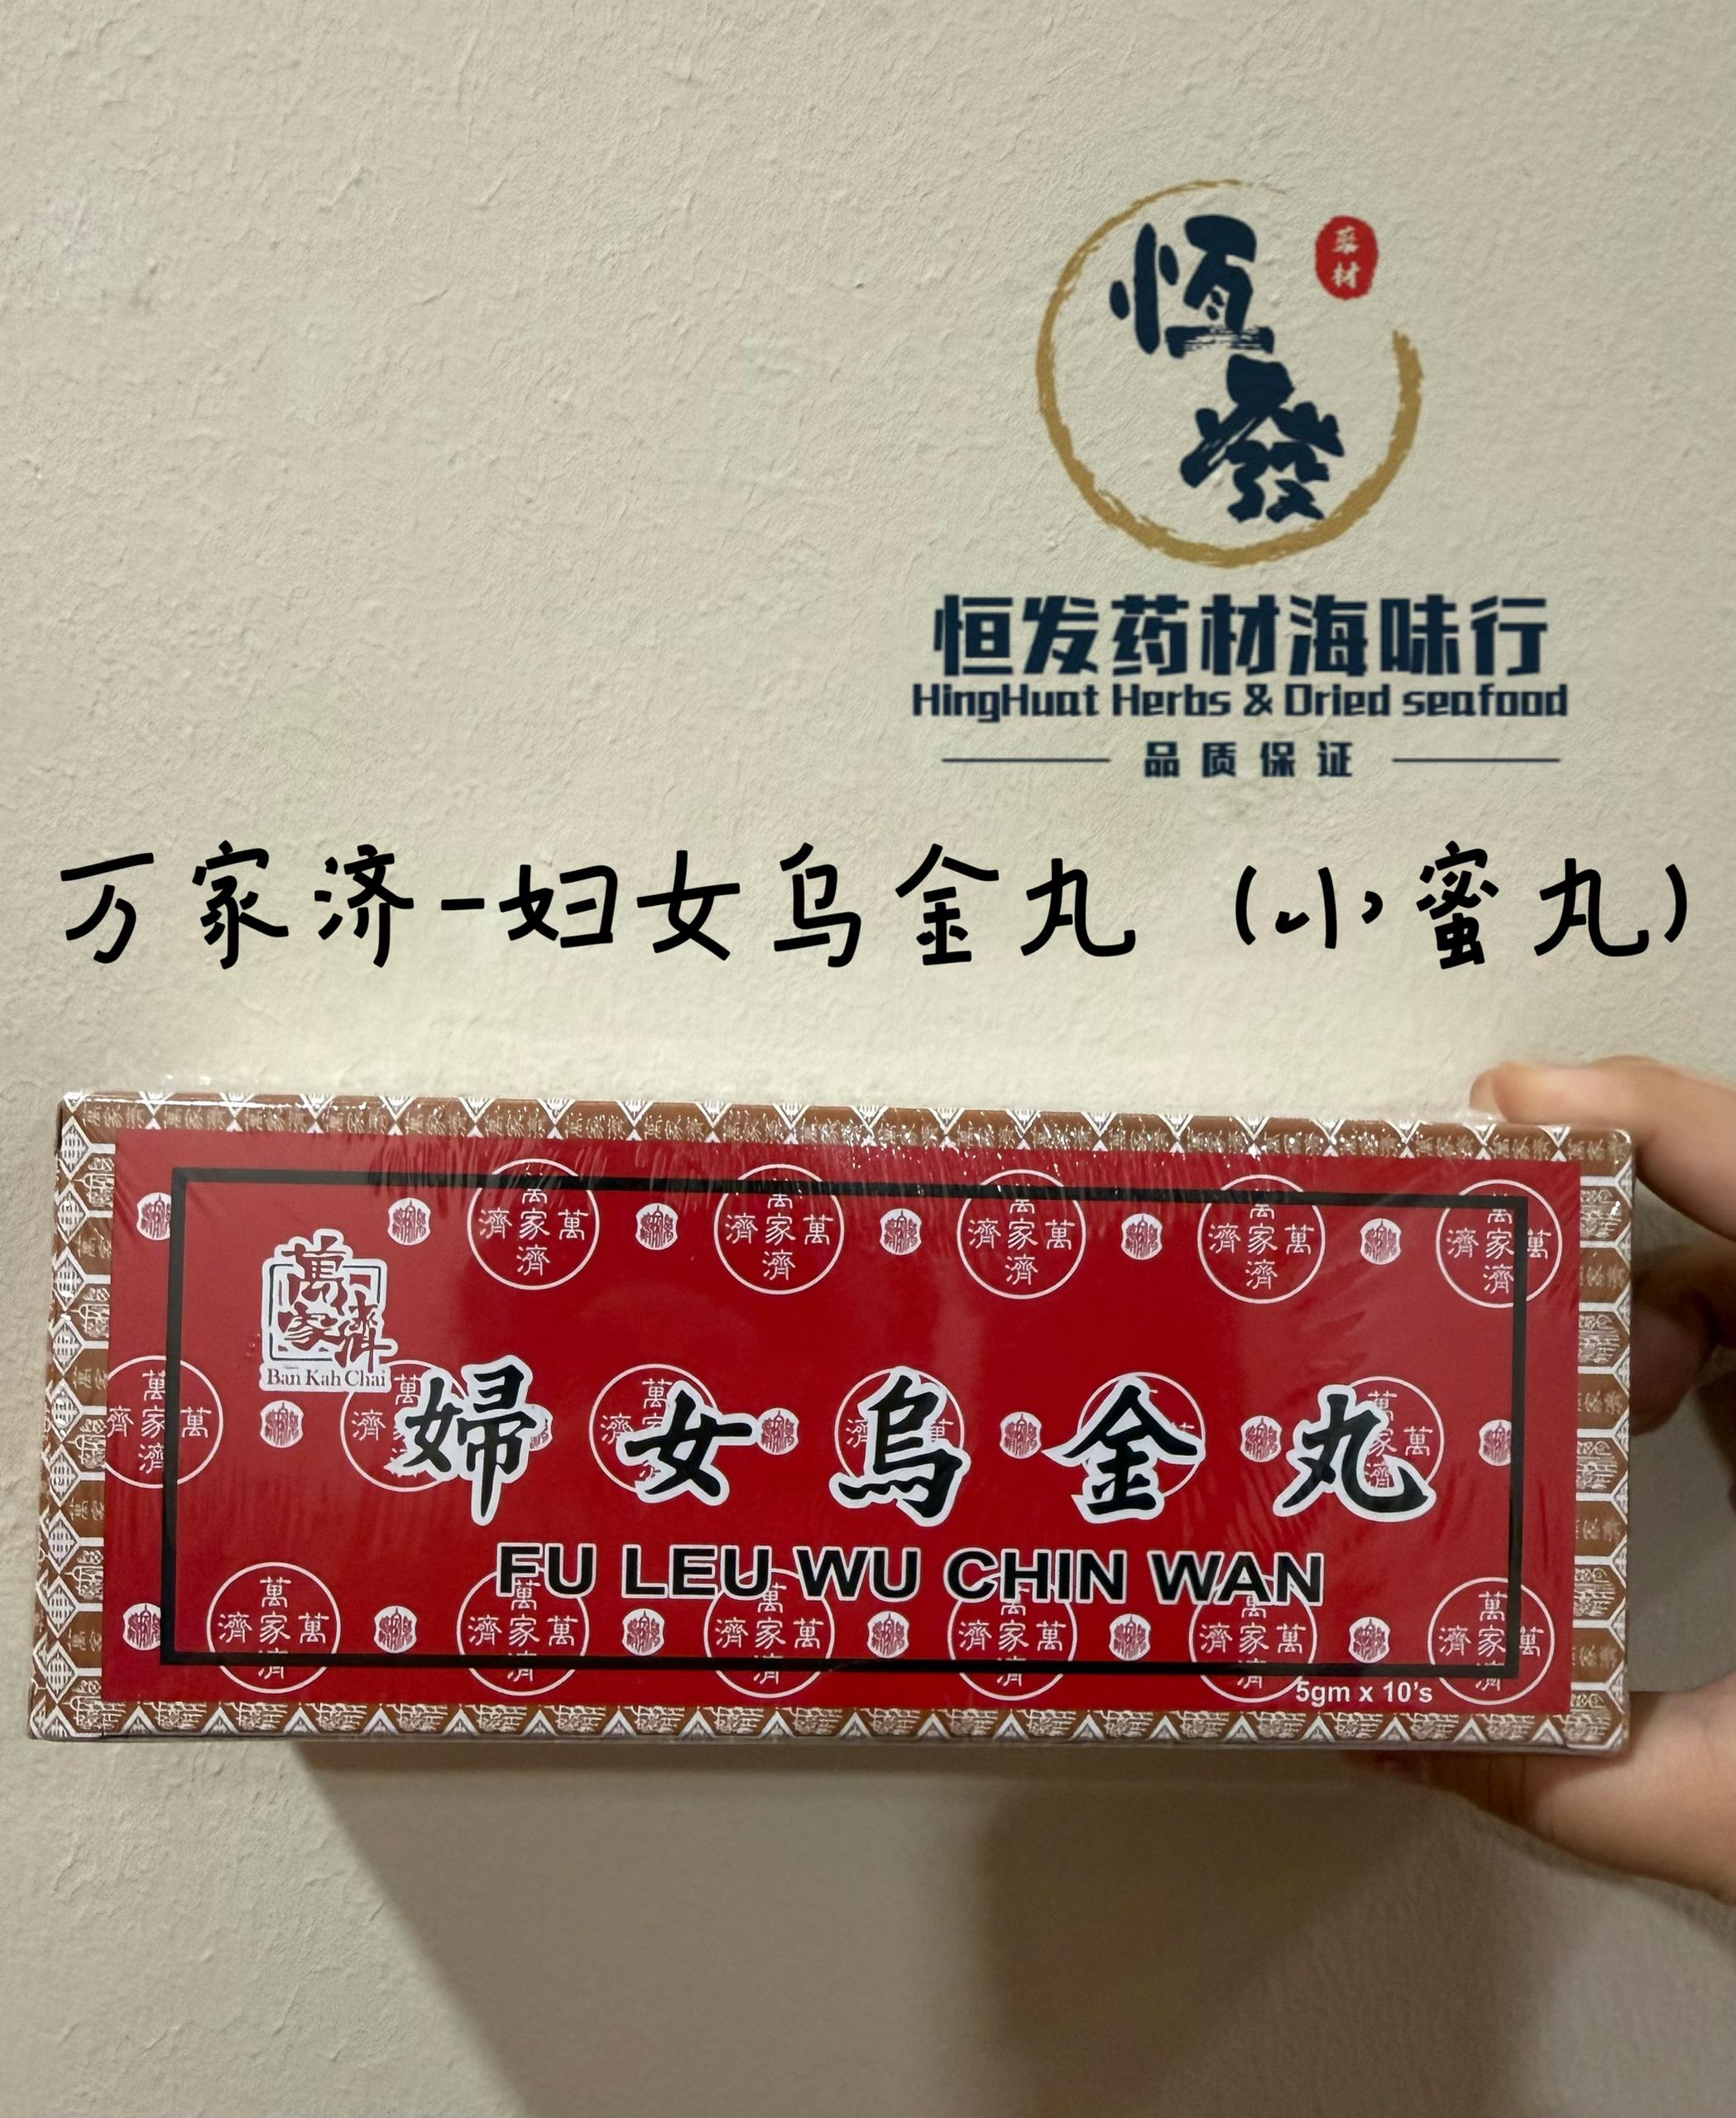 恆發
药材
恒发药材海味行
HingHuat Herbs & Dried seafood
品质保证
万家济-妇女乌金丸（小蜜丸）
萬家濟
Ban Kah Chai
婦女烏金丸
FU LEU WU CHIN WAN
5gm x 10's